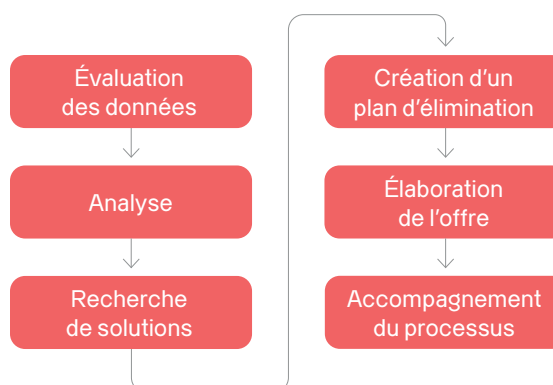 Évaluation
des données
Analyse
Recherche
de solutions
Création d’un
plan d’élimination
Élaboration
de l’offre
Accompagnement
du processus